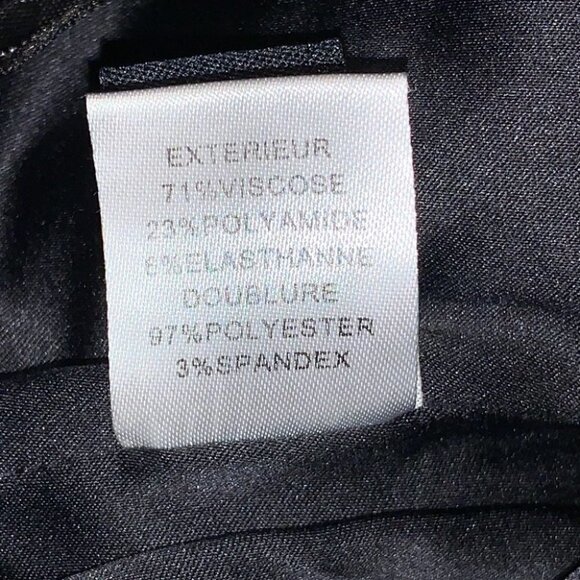 EXTERIEUR
71%VISCOSE
23%POLYAMIDE
6%ELASTHANNE
DOUBLURE
97%POLYESTER
3%SPANDEX